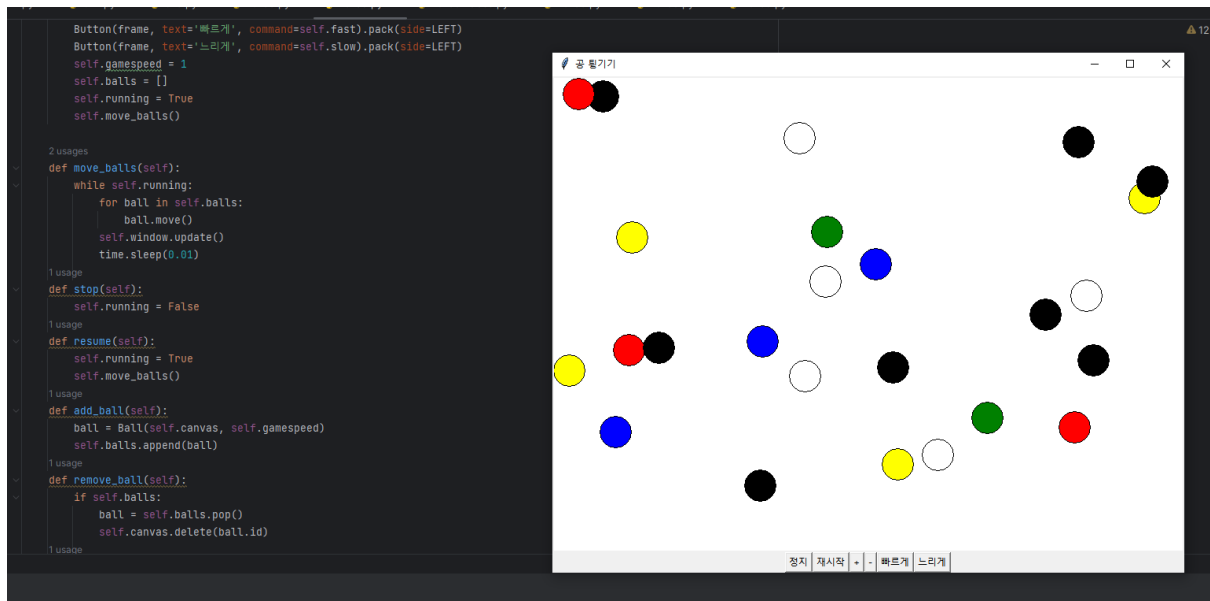 Button(frame, text='빠르게', command=self.fast).pack(side=LEFT)
Button(frame, text='느리게', command=self.slow).pack(side=LEFT)
self.gamespeed = 1
self.balls = []
self.running = True
self.move_balls()
2 usages
def move_balls(self):
while self.running:
for ball in self.balls:
ball.move()
self.window.update()
time.sleep(0.01)
1 usage
def stop(self):
self.running = False
1 usage
def resume(self):
self.running = True
self.move_balls()
1 usage
def add_ball(self):
ball = Ball(self.canvas, self.gamespeed)
self.balls.append(ball)
1 usage
def remove_ball(self):
if self.balls:
ball = self.balls.pop()
self.canvas.delete(ball.id)
1 usage
12
공 튕기기
정지 재시작 + - 빠르게 느리게